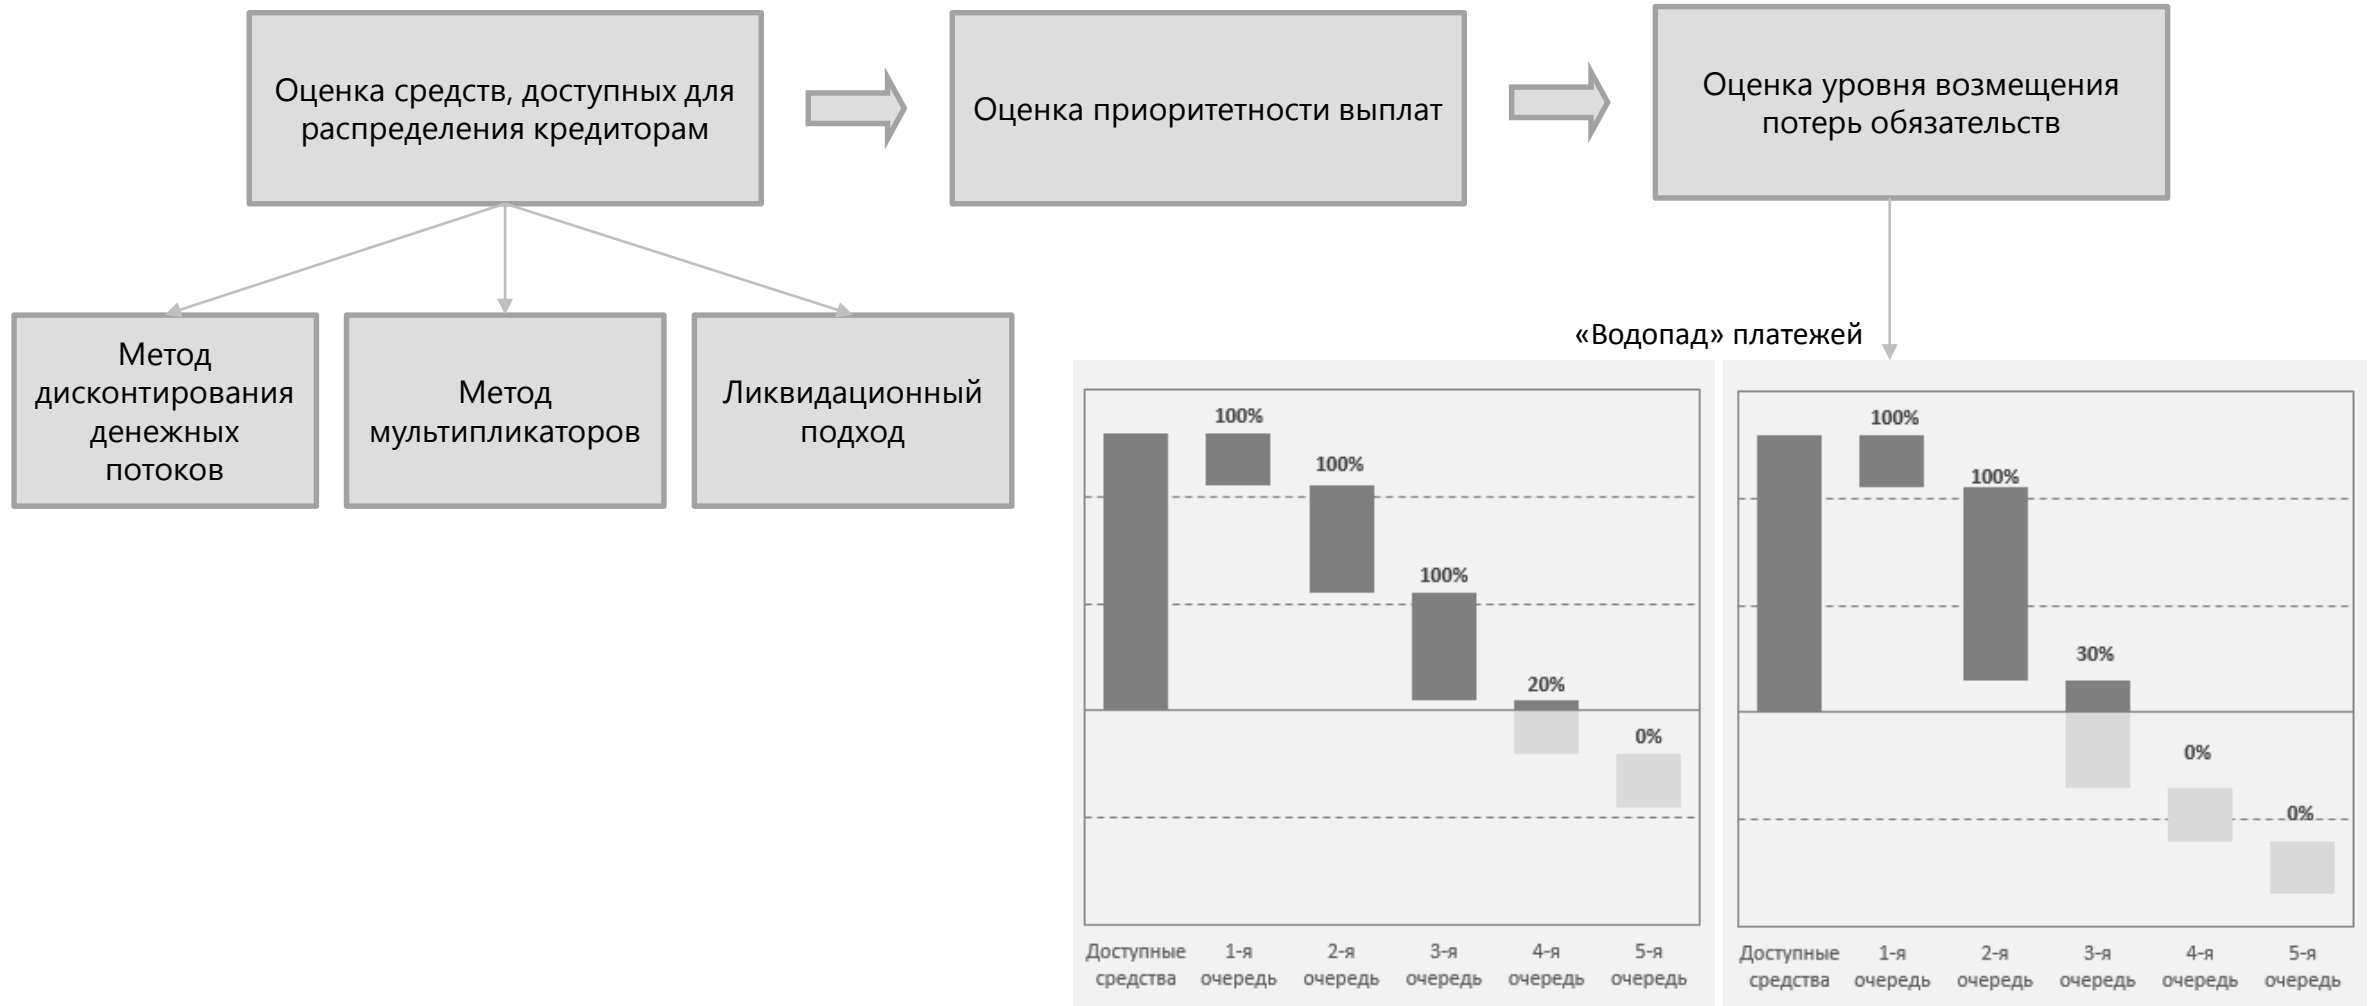 Оценка средств, доступных для
распределения кредиторам
Оценка приоритетности выплат
Оценка уровня возмещения
потерь обязательств
Метод
дисконтирования
денежных
потоков
Метод
мультипликаторов
Ликвидационный
подход
«Водопад» платежей
100%
100%
100%
20%
0%
Доступные
средства
1-я
очередь
2-я
очередь
3-я
очередь
4-я
очередь
5-я
очередь
100%
100%
30%
0%
0%
Доступные
средства
1-я
очередь
2-я
очередь
3-я
очередь
4-я
очередь
5-я
очередь